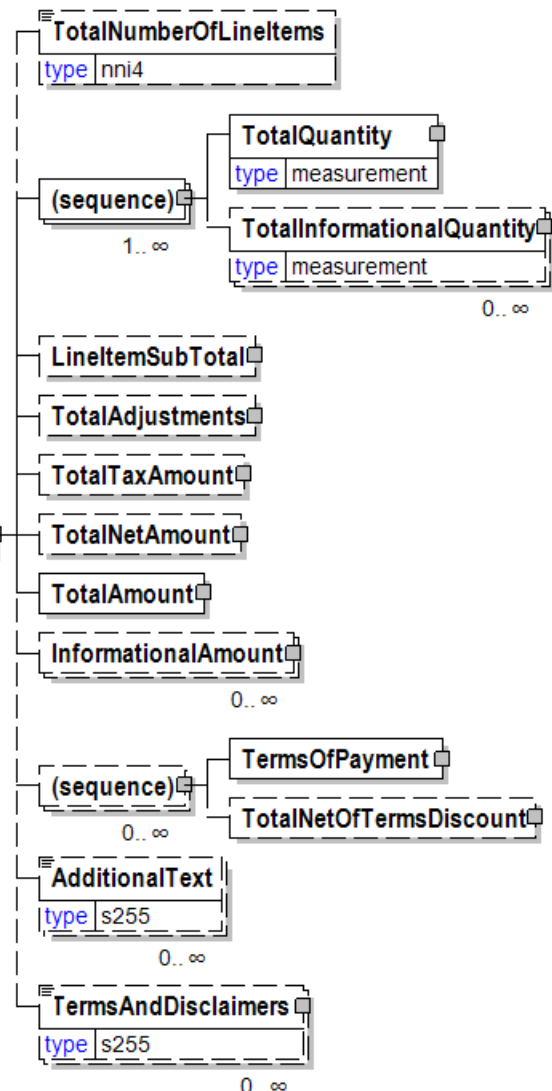 TotalNumberOfLineItems
type nni4
TotalQuantity
type measurement
(sequence)
1.. ∞
TotalInformationalQuantity
type measurement
0.. ∞
LineItemSubTotal
TotalAdjustments
TotalTaxAmount
TotalNetAmount
TotalAmount
InformationalAmount
0.. ∞
TermsOfPayment
(sequence)
0.. ∞
TotalNetOfTermsDiscount
AdditionalText
type s255
0.. ∞
TermsAndDisclaimers
type s255
0.. ∞